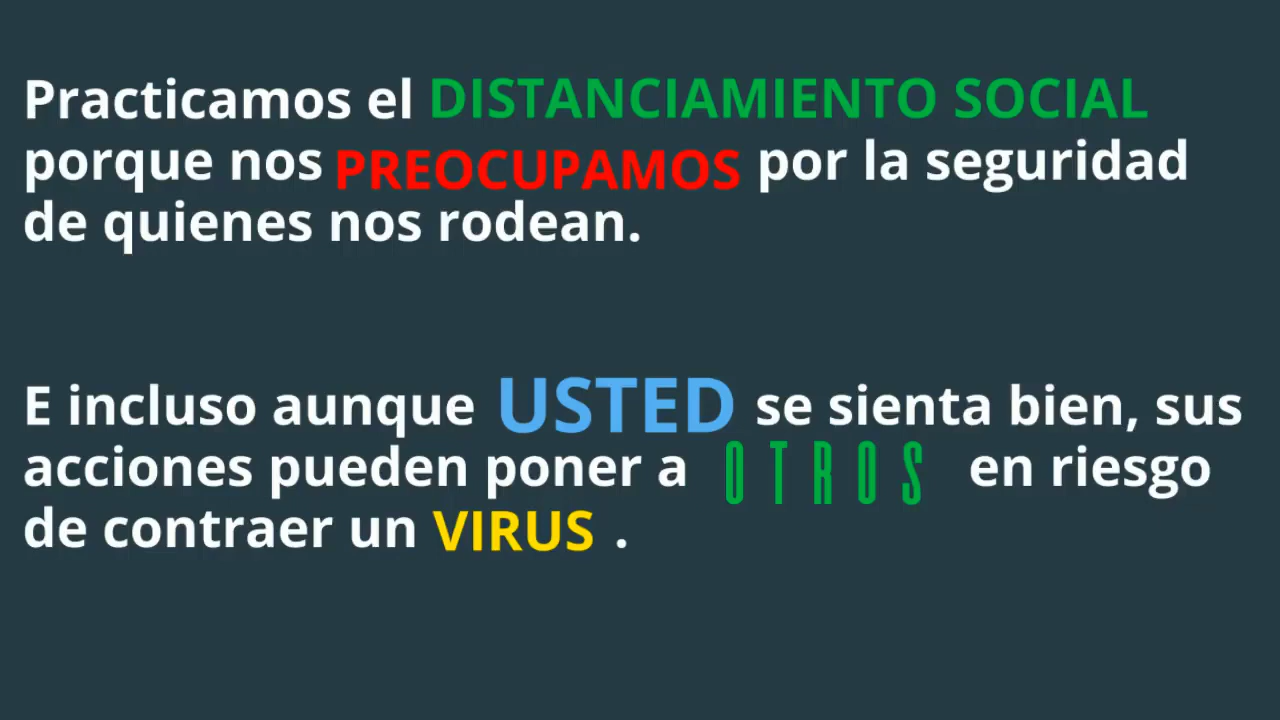 Practicamos el DISTANCIAMIENTO SOCIAL
porque nos PREOCUPAMOS por la seguridad
de quienes nos rodean.
E incluso aunque USTED se sienta bien, sus
acciones pueden poner a OTROS en riesgo
de contraer un VIRUS .